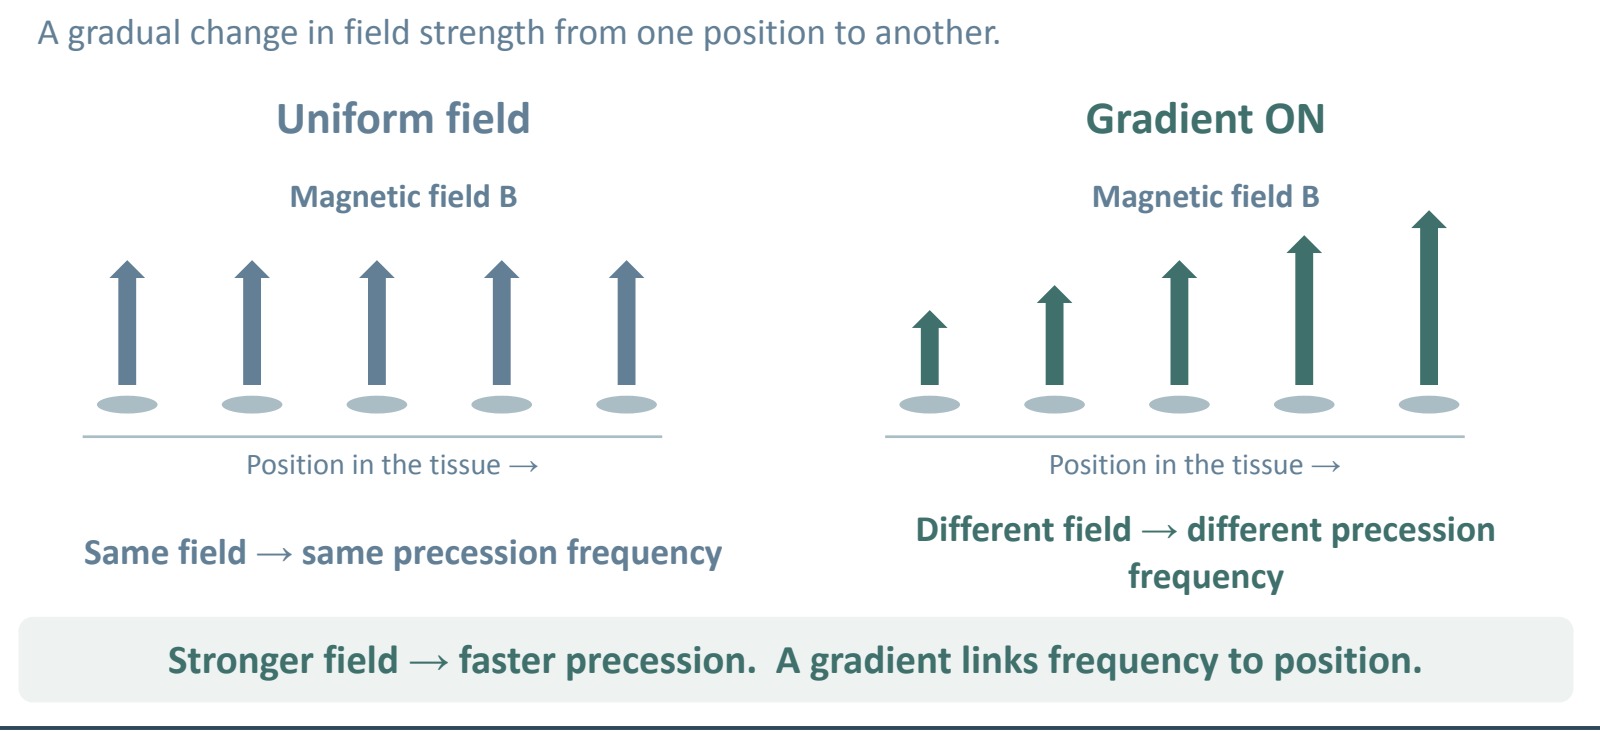 A gradual change in field strength from one position to another.
Uniform field
Magnetic field B
Position in the tissue →
Same field → same precession frequency
Gradient ON
Magnetic field B
Position in the tissue →
Different field → different precession
frequency
Stronger field → faster precession.  A gradient links frequency to position.